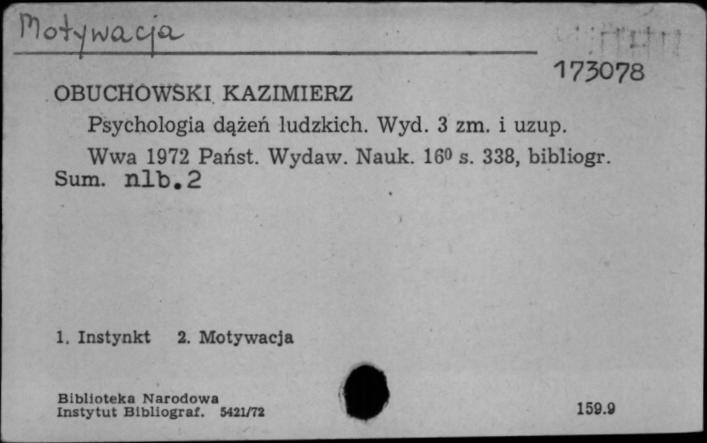 Motywacja
173078
OBUCHOWSKI KAZIMIERZ
Psychologia dążeń ludzkich. Wyd. 3 zm. i uzup.
Wwa 1972 Państ. Wydaw. Nauk. 16⁰ s. 338, bibliogr.
Sum. nlb.2
1. Instynkt 2. Motywacja
Biblioteka Narodowa
Instytut Bibliograf. 5421/72
159.9